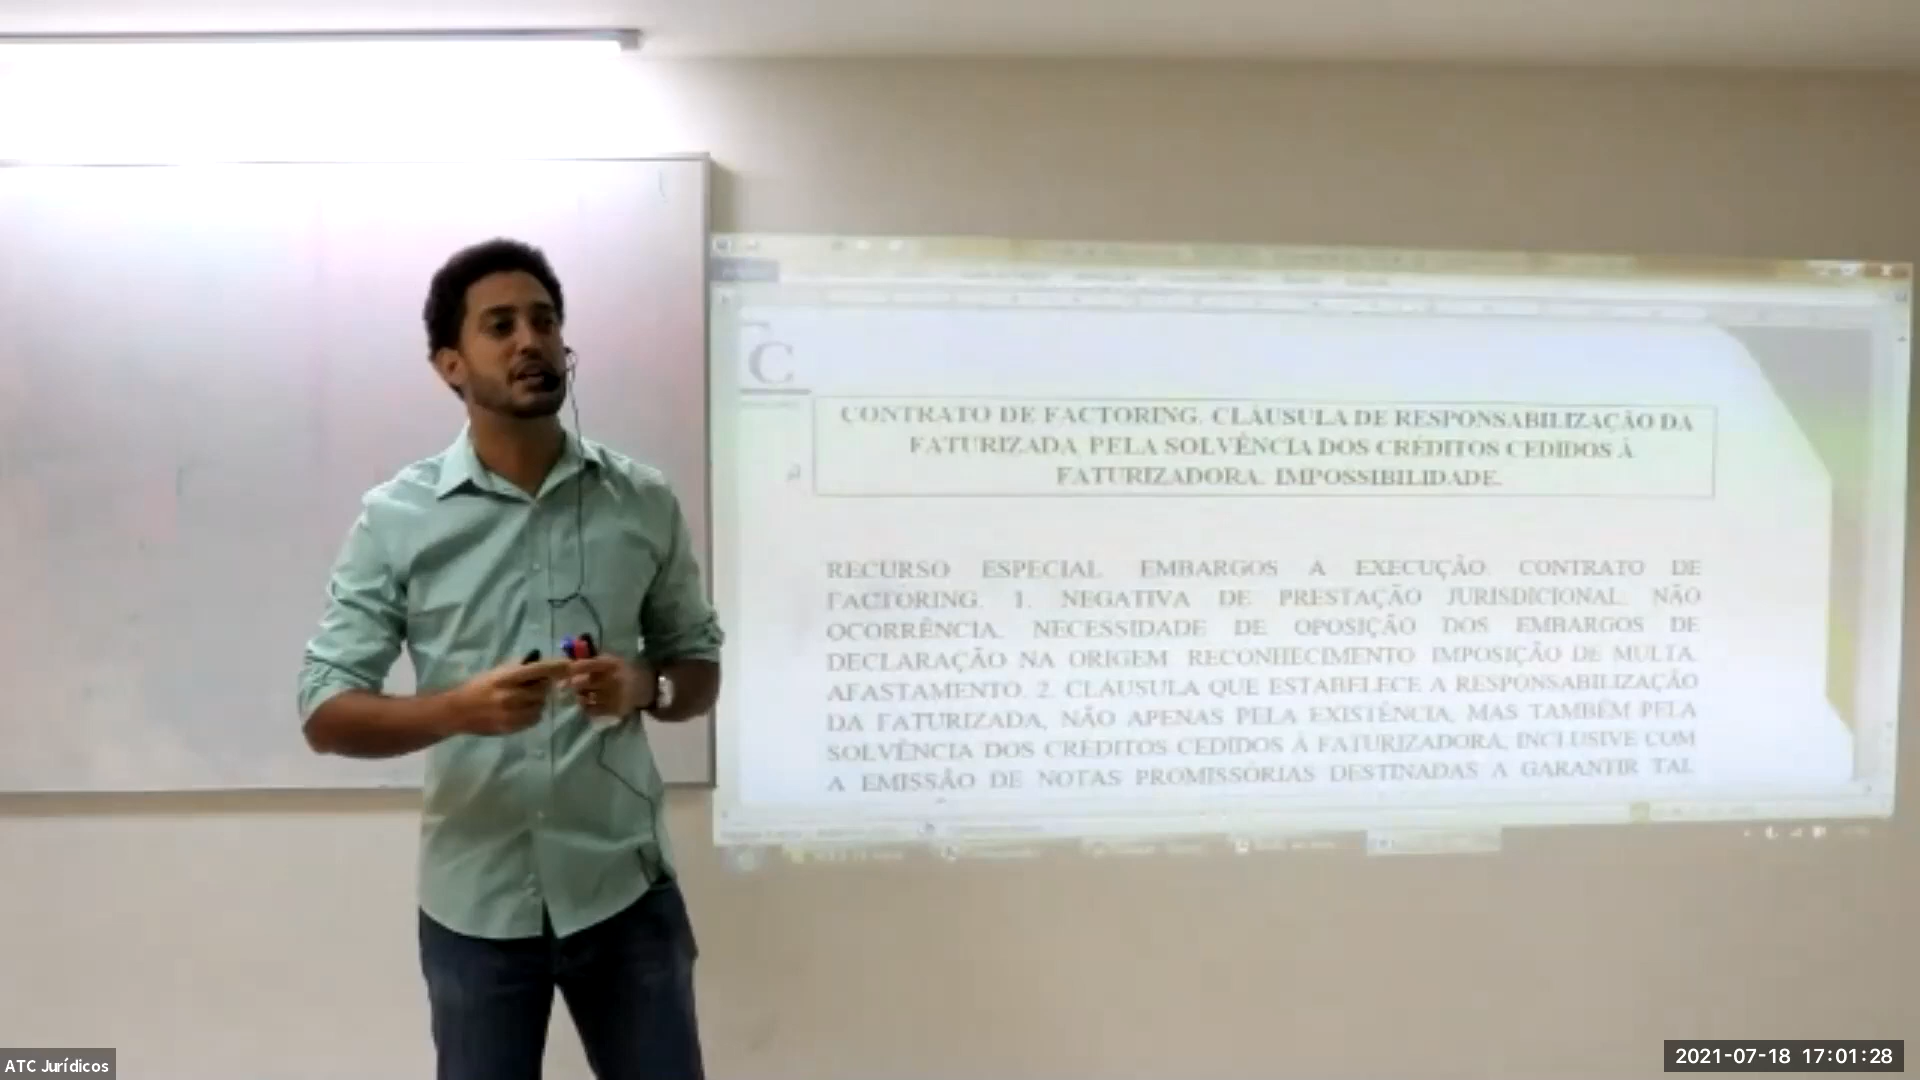 C
CONTRATO DE FACTORING. CLÁUSULA DE RESPONSABILIZAÇÃO DA
FATURIZADA PELA SOLVÊNCIA DOS CRÉDITOS CEDIDOS À
FATURIZADORA. IMPOSSIBILIDADE.
RECURSO ESPECIAL EMBARGOS A EXECUÇÃO CONTRATO DE
FACTORING. 1. NEGATIVA DE PRESTAÇÃO JURISDICIONAL. NÃO
OCORRÊNCIA. NECESSIDADE DE OPOSIÇÃO DOS EMBARGOS DE
DECLARAÇÃO NA ORIGEM. RECONHECIMENTO IMPOSIÇÃO DE MULTA.
AFASTAMENTO. 2. CLÁUSULA QUE ESTABELECE A RESPONSABILIZAÇÃO
DA FATURIZADA, NÃO APENAS PELA EXISTÊNCIA, MAS TAMBÉM PELA
SOLVÊNCIA DOS CRÉDITOS CEDIDOS À FATURIZADORA, INCLUSIVE COM
A EMISSÃO DE NOTAS PROMISSÓRIAS DESTINADAS A GARANTIR TAL
ATC Jurídicos
2021-07-18 17:01:28